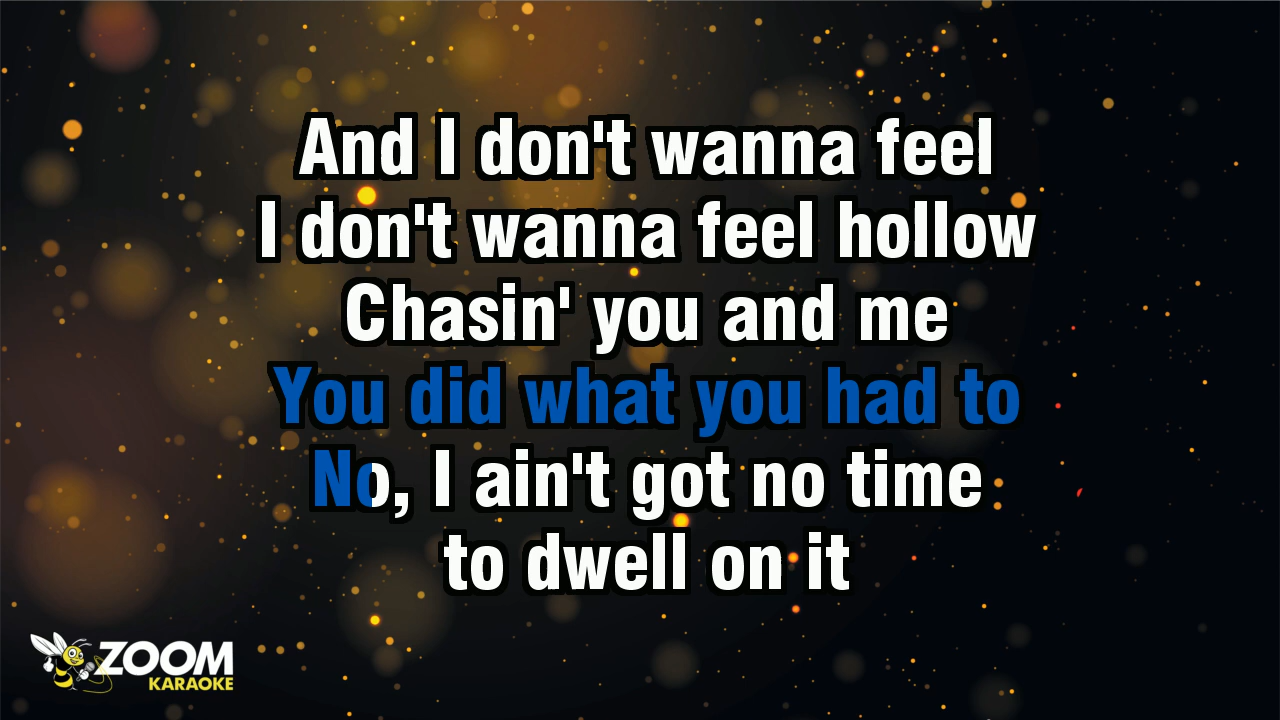 And I don't wanna feel
I don't wanna feel hollow
Chasin' you and me
You did what you had to
No, I ain't got no time
to dwell on it
ZOOM
KARAOKE